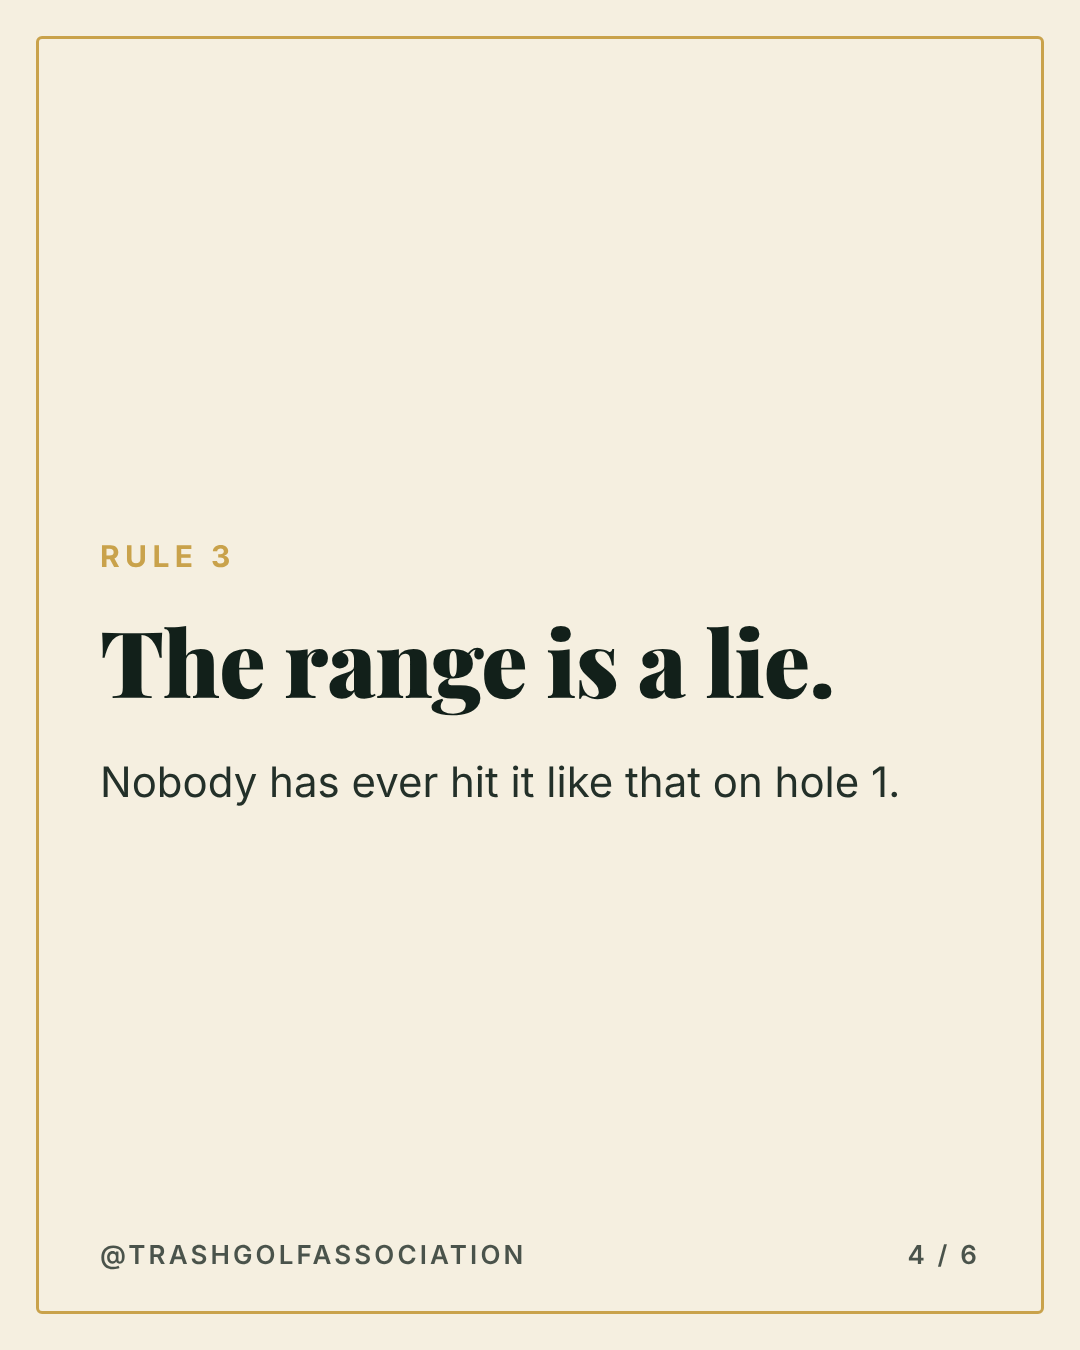 RULE 3
The range is a lie.
Nobody has ever hit it like that on hole 1.
@TRASHGOLFASSOCIATION
4 / 6